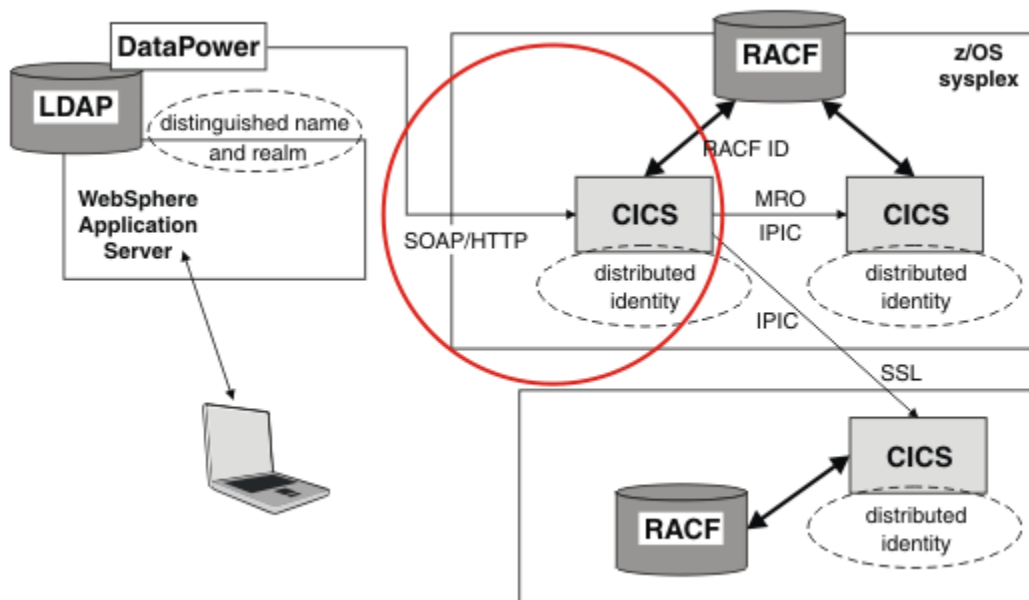 DataPower
LDAP
distinguished name
and realm
WebSphere
Application
Server
SOAP/HTTP
RACF
z/OS
sysplex
RACF ID
CICS
distributed
identity
MRO
IPIC
CICS
distributed
identity
IPIC
SSL
CICS
distributed
identity
RACF